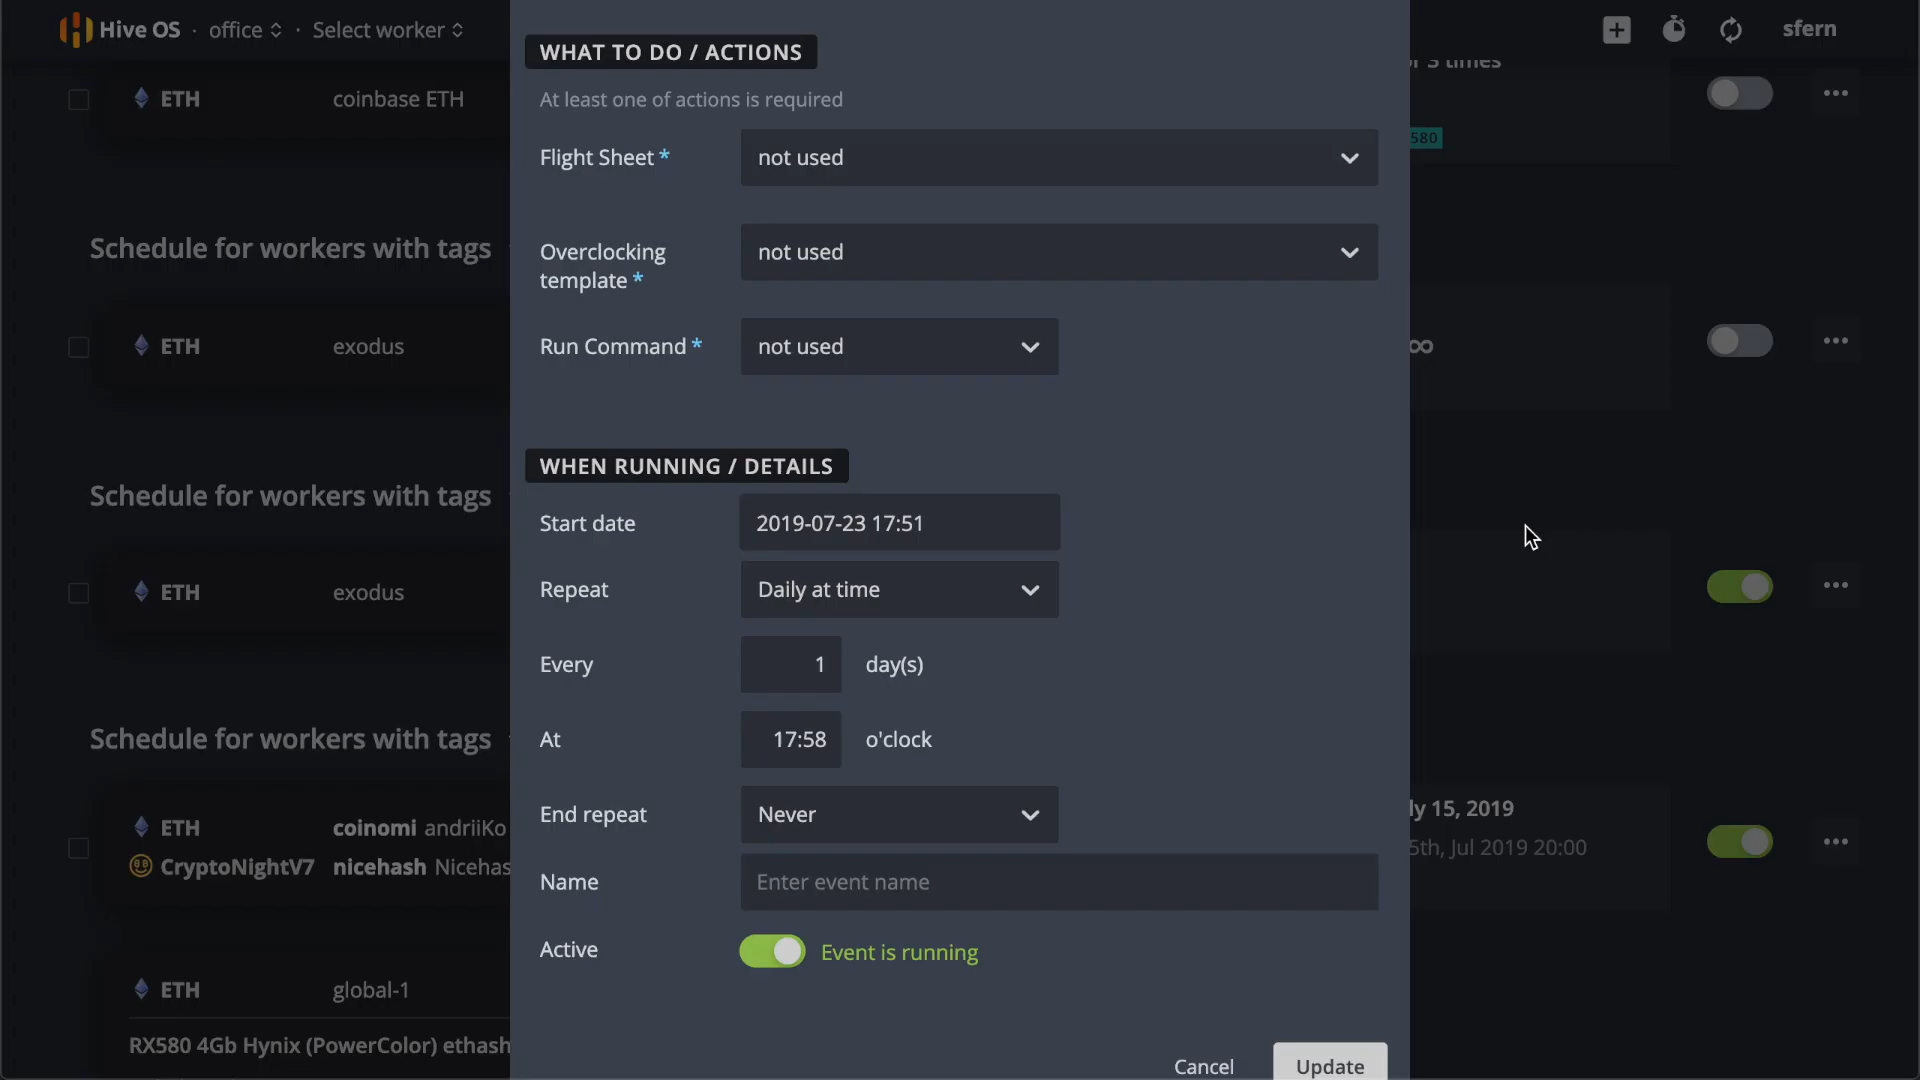 Hive OS · office · Select worker
sfern
ETH coinbase ETH
580
Schedule for workers with tags
ETH exodus
∞
Schedule for workers with tags
ETH exodus
Schedule for workers with tags
ETH coinomi andriiKo
CryptoNightV7 nicehash Nicehas
ly 15, 2019
5th, Jul 2019 20:00
ETH global-1
RX580 4Gb Hynix (PowerColor) ethash
WHAT TO DO / ACTIONS
At least one of actions is required
Flight Sheet * not used
Overclocking
template *
not used
Run Command * not used
WHEN RUNNING / DETAILS
Start date 2019-07-23 17:51
Repeat Daily at time
Every 1 day(s)
At 17:58 o'clock
End repeat Never
Name Enter event name
Active Event is running
Cancel Update